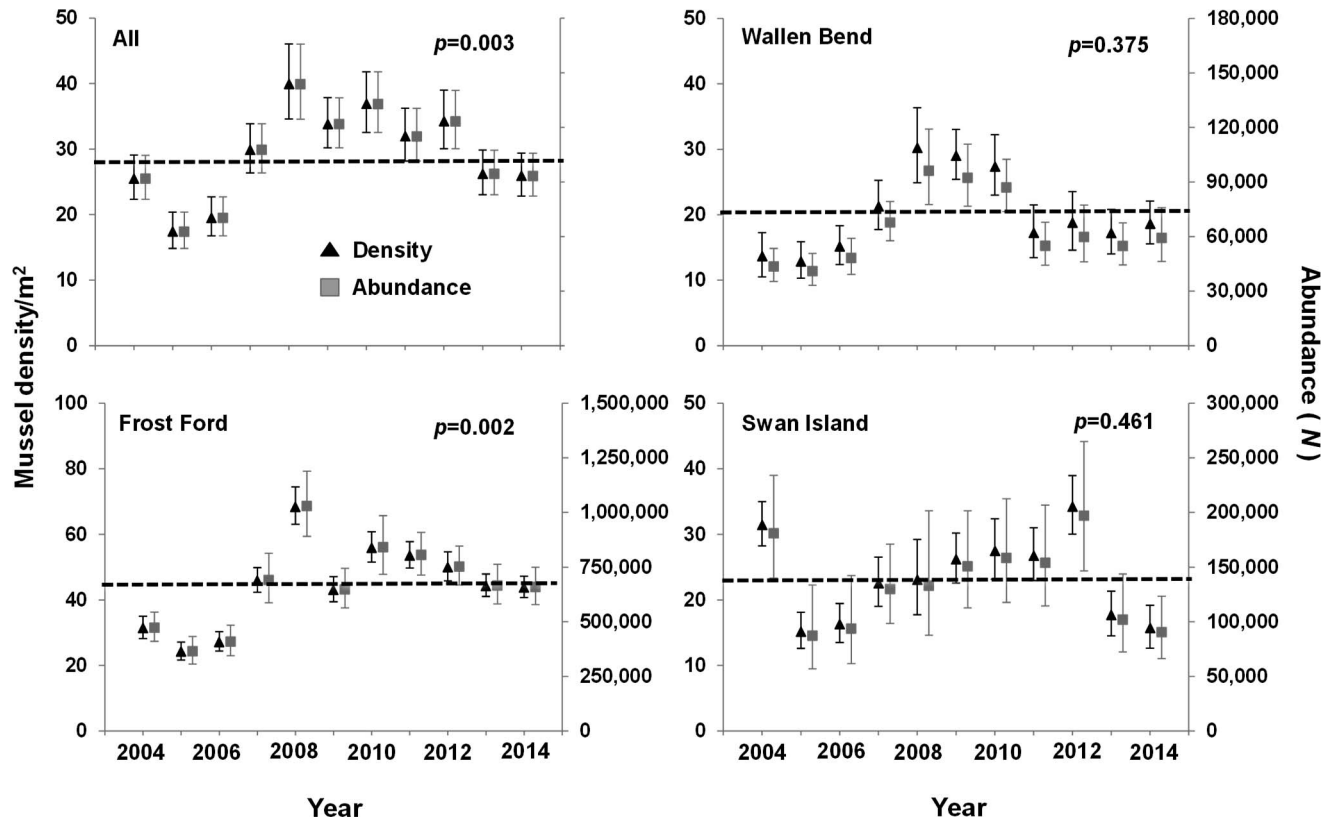 Mussel density/m²
All
p=0.003
50
40
30
20
10
0
Density
Abundance
Wallen Bend
p=0.375
50
40
30
20
10
0
180,000
150,000
120,000
90,000
60,000
30,000
0
Frost Ford
p=0.002
100
80
60
40
20
0
1,500,000
1,250,000
1,000,000
750,000
500,000
250,000
0
2004 2006 2008 2010 2012 2014
Year
Swan Island
p=0.461
50
40
30
20
10
0
300,000
250,000
200,000
150,000
100,000
50,000
0
2004 2006 2008 2010 2012 2014
Year
Abundance ( N )